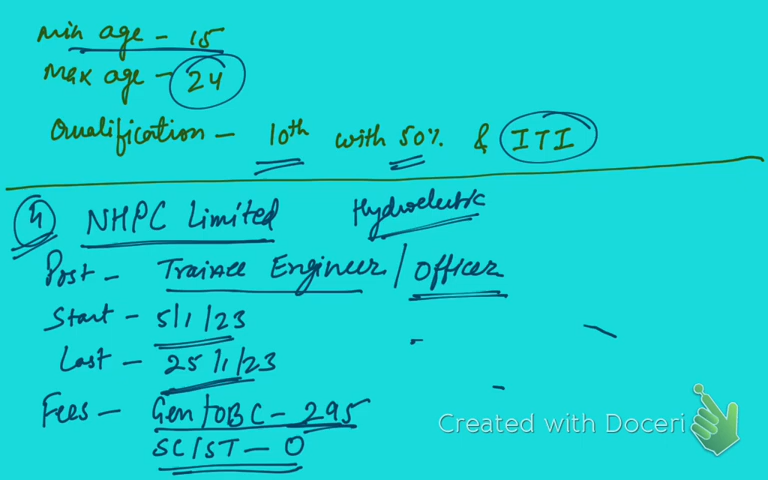 Min age - 15
Max age - 24
Qualification - 10th with 50% & ITI
4 NHPC Limited Hydroelectric
Post - Trainee Engineer / Officer
Start - 5/1/23
Last - 25/1/23
Fees - Gen/OBC - 295
SC/ST - 0
Created with Doceri